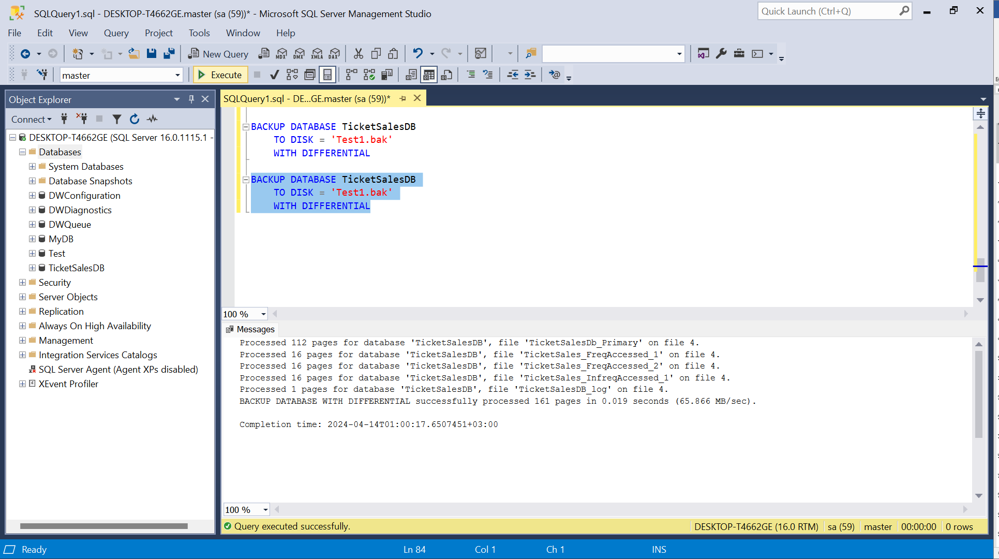 SQLQuery1.sql - DESKTOP-T4662GE.master (sa (59))* - Microsoft SQL Server Management Studio
Quick Launch (Ctrl+Q)
File Edit View Query Project Tools Window Help
New Query MDX DMX XMLA DAX
master Execute
Object Explorer
Connect
DESKTOP-T4662GE (SQL Server 16.0.1115.1 -
Databases
System Databases
Database Snapshots
DWConfiguration
DWDiagnostics
DWQueue
MyDB
Test
TicketSalesDB
Security
Server Objects
Replication
Always On High Availability
Management
Integration Services Catalogs
SQL Server Agent (Agent XPs disabled)
XEvent Profiler
SQLQuery1.sql - DE...GE.master (sa (59))*
BACKUP DATABASE TicketSalesDB
TO DISK = 'Test1.bak'
WITH DIFFERENTIAL
BACKUP DATABASE TicketSalesDB
TO DISK = 'Test1.bak'
WITH DIFFERENTIAL
100 %
Messages
Processed 112 pages for database 'TicketSalesDB', file 'TicketSalesDb_Primary' on file 4.
Processed 16 pages for database 'TicketSalesDB', file 'TicketSales_FreqAccessed_1' on file 4.
Processed 16 pages for database 'TicketSalesDB', file 'TicketSales_FreqAccessed_2' on file 4.
Processed 16 pages for database 'TicketSalesDB', file 'TicketSales_InfreqAccessed_1' on file 4.
Processed 1 pages for database 'TicketSalesDB', file 'TicketSalesDB_log' on file 4.
BACKUP DATABASE WITH DIFFERENTIAL successfully processed 161 pages in 0.019 seconds (65.866 MB/sec).
Completion time: 2024-04-14T01:00:17.6507451+03:00
100 %
Query executed successfully.
DESKTOP-T4662GE (16.0 RTM) sa (59) master 00:00:00 0 rows
Ready Ln 84 Col 1 Ch 1 INS